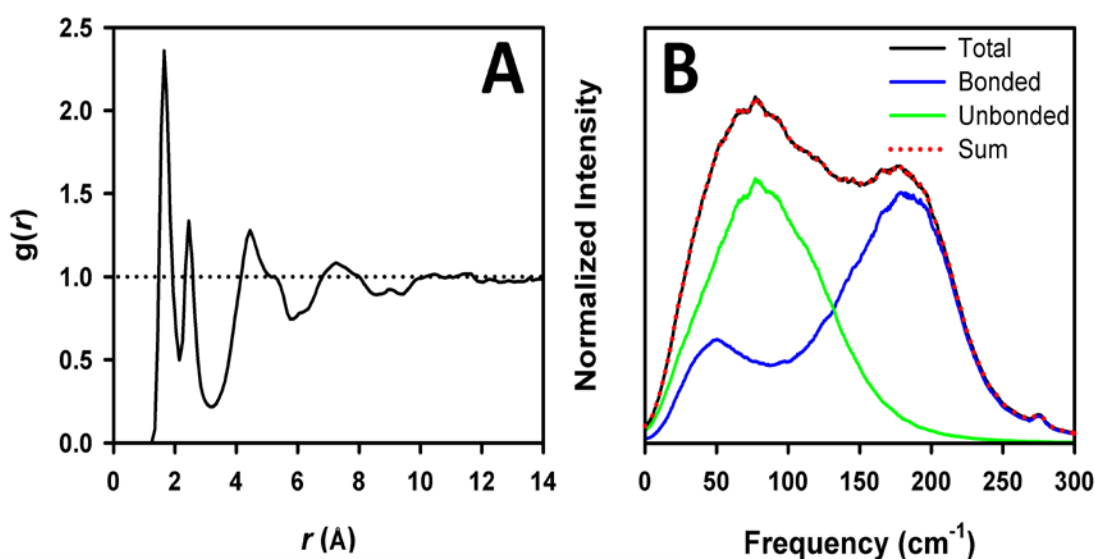 A
g(r)
2.5
2.0
1.5
1.0
0.5
0.0
0 2 4 6 8 10 12 14
r (Å)
B
Total
Bonded
Unbonded
Sum
Normalized Intensity
0 50 100 150 200 250 300
Frequency (cm⁻¹)